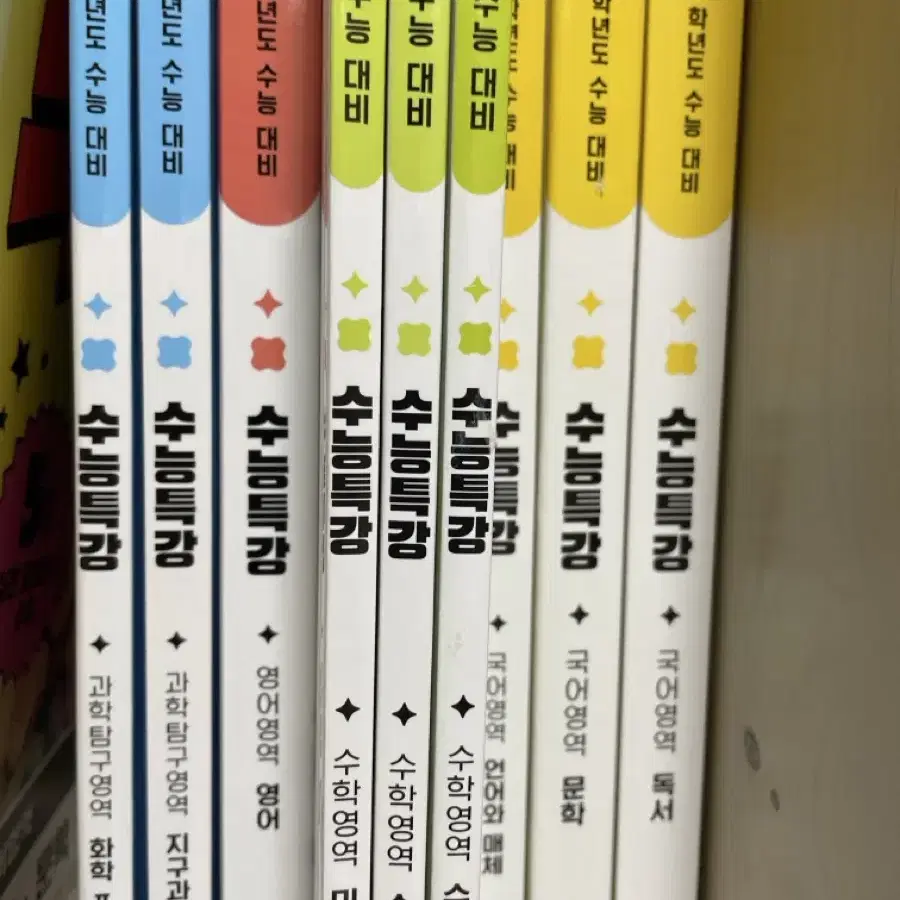 년도 수능 대비
수능특강
과학탐구영역 화학
년도 수능 대비
수능특강
과학탐구영역 지구과
년도 수능 대비
수능특강
영어영역 영어
능 대비
수능특강
수학영역 미
능 대비
수능특강
수학영역
수능 대비
수능특강
수학영역 수
학년도 수능 대비
수능특강
국어영역 언어와 매체
학년도 수능 대비
수능특강
국어영역 문학
학년도 수능 대비
수능특강
국어영역 독서